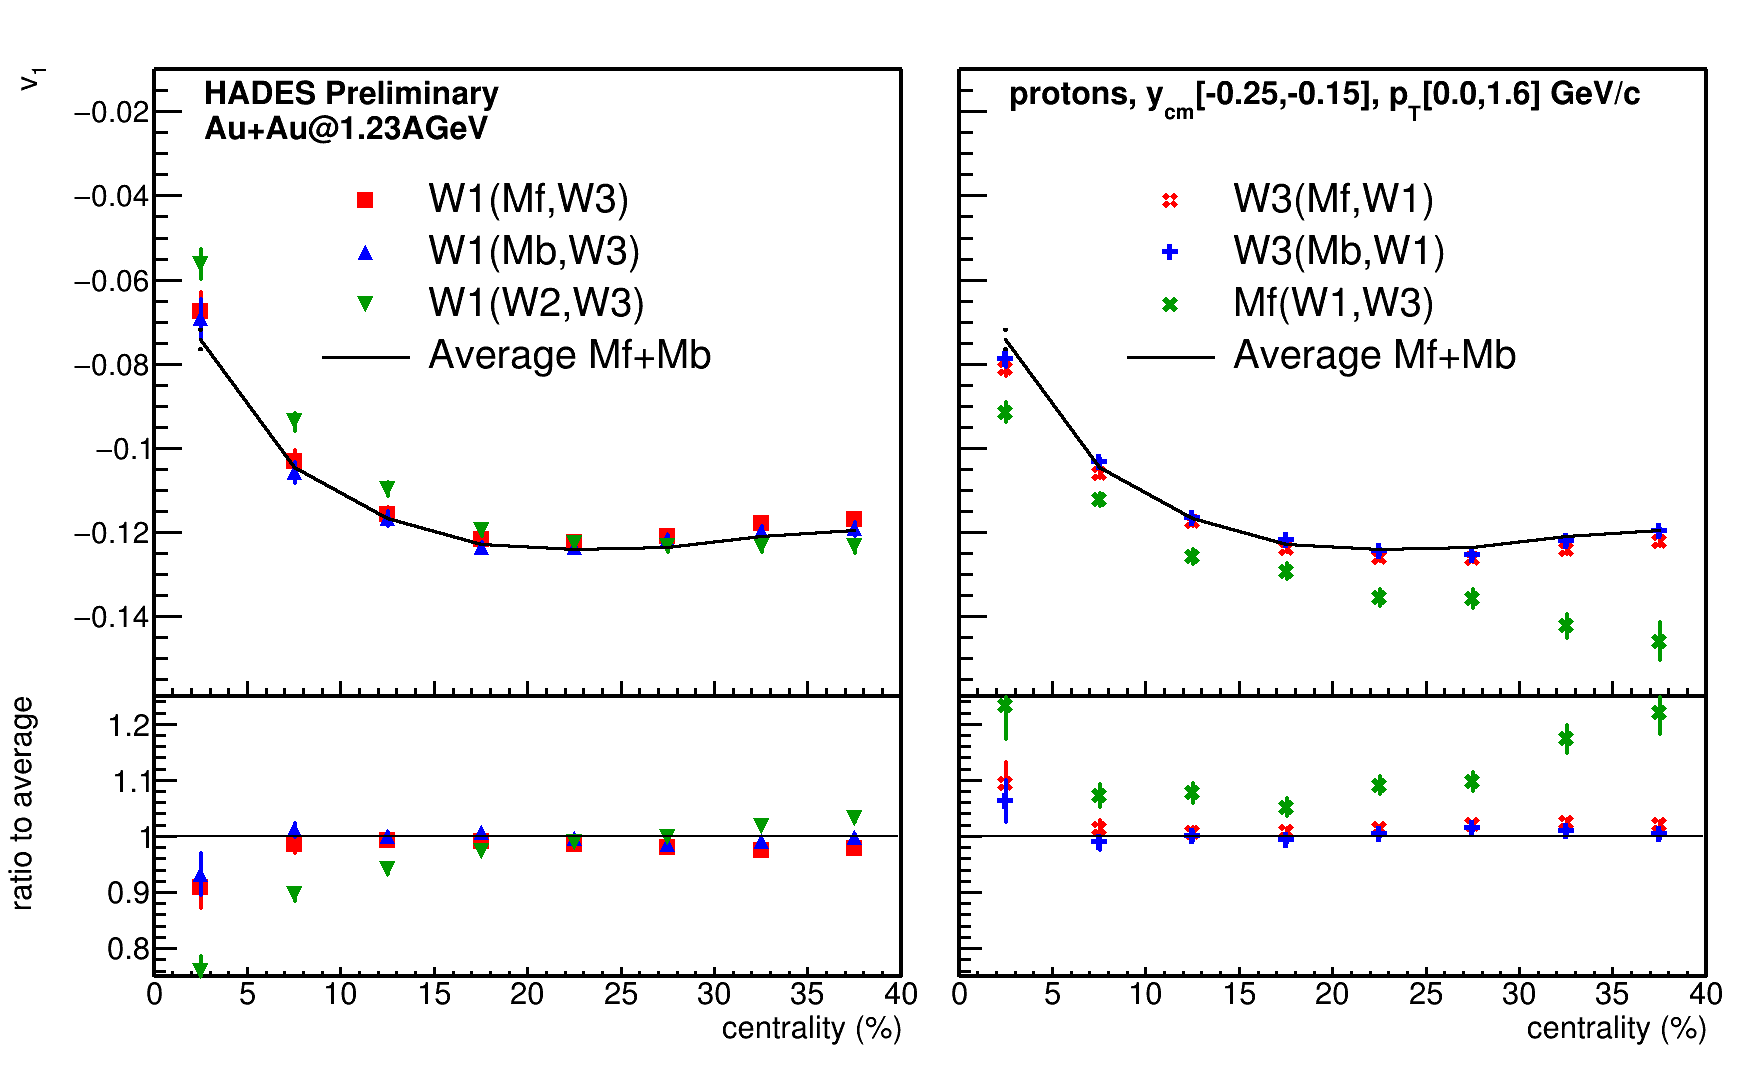 v1
HADES Preliminary
Au+Au@1.23AGeV
W1(Mf,W3)
W1(Mb,W3)
W1(W2,W3)
Average Mf+Mb
−0.02
−0.04
−0.06
−0.08
−0.1
−0.12
−0.14
protons, ycm[-0.25,-0.15], pT[0.0,1.6] GeV/c
W3(Mf,W1)
W3(Mb,W1)
Mf(W1,W3)
Average Mf+Mb
ratio to average
1.2
1.1
1
0.9
0.8
0 5 10 15 20 25 30 35 40
centrality (%)
0 5 10 15 20 25 30 35 40
centrality (%)